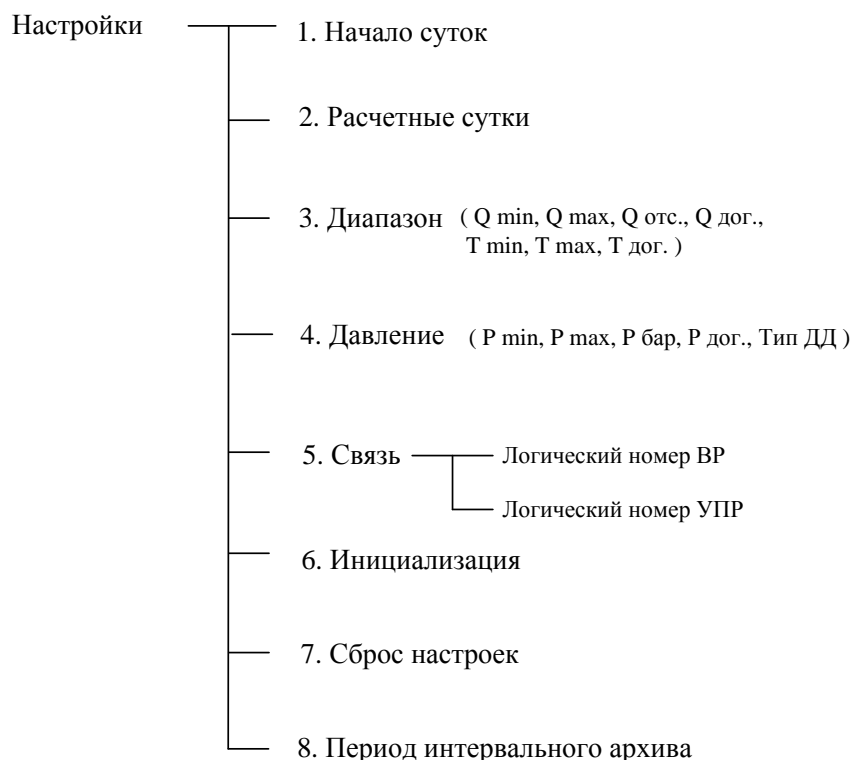 Настройки
1. Начало суток
2. Расчетные сутки
3. Диапазон ( Q min, Q max, Q отс., Q дог.,
T min, T max, T дог. )
4. Давление ( P min, P max, P бар, P дог., Тип ДД )
5. Связь
Логический номер ВР
Логический номер УПР
6. Инициализация
7. Сброс настроек
8. Период интервального архива